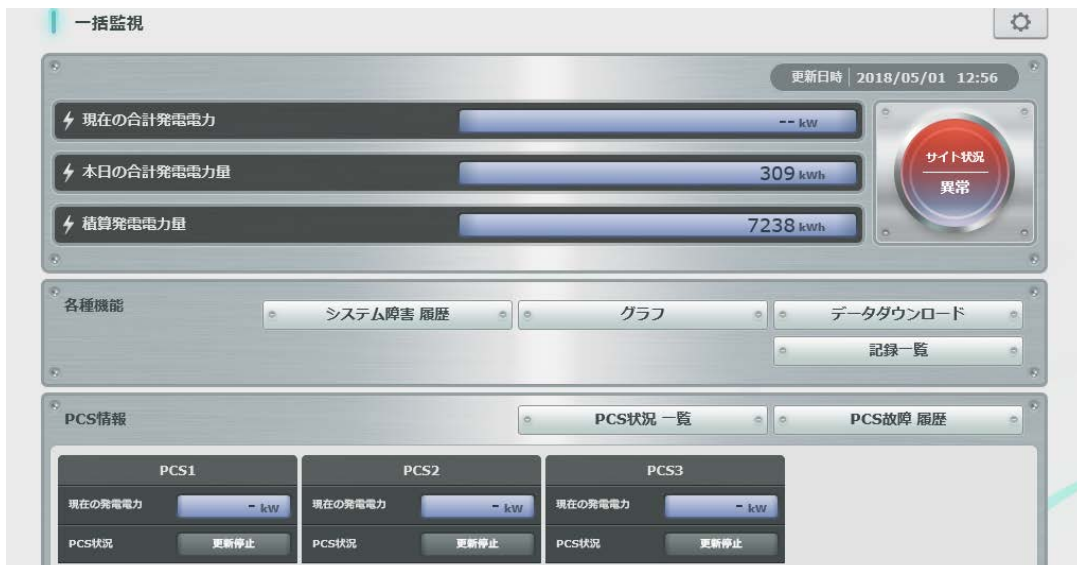 一括監視
更新日時 2018/05/01 12:56
現在の合計発電電力 -- kW
本日の合計発電電力量 309 kWh
積算発電電力量 7238 kWh
サイト状況
異常
各種機能 システム障害 履歴 グラフ データダウンロード
記録一覧
PCS情報 PCS状況 一覧 PCS故障 履歴
PCS1 PCS2 PCS3
現在の発電電力 - kW 現在の発電電力 - kW 現在の発電電力 - kW
PCS状況 更新停止 PCS状況 更新停止 PCS状況 更新停止